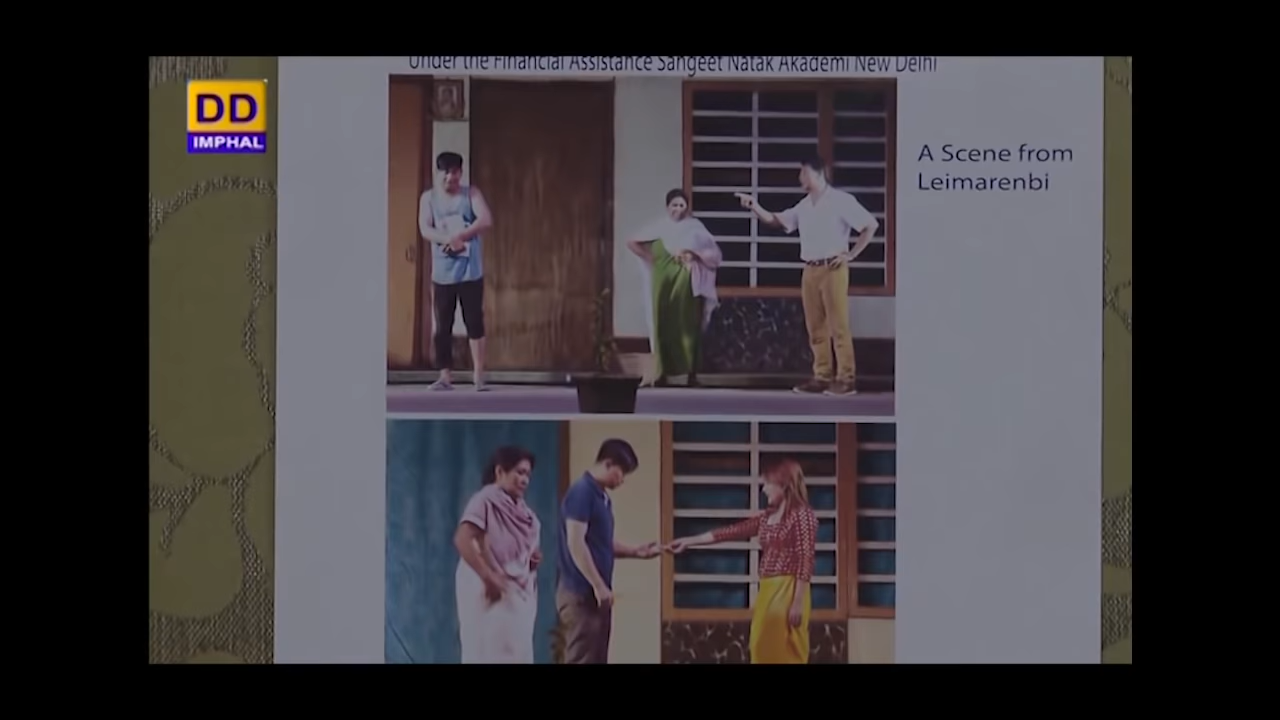 Under the Financial Assistance Sangeet Natak Akademi New Delhi
DD
IMPHAL
A Scene from
Leimarenbi